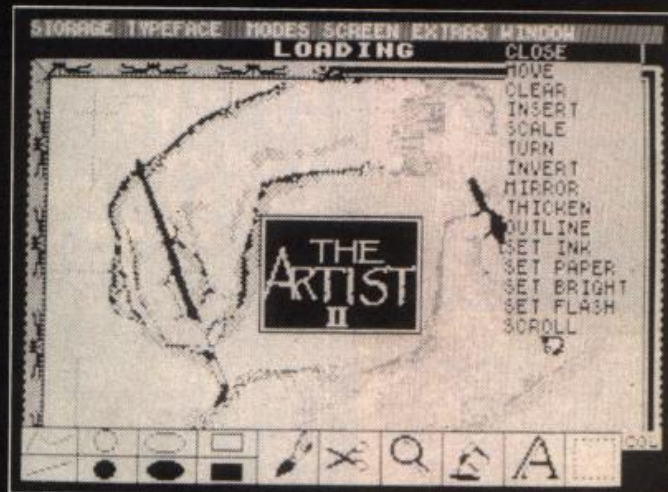 STORAGE TYPEFACE MODES SCREEN EXTRAS WINDOW
LOADING
CLOSE
MOVE
CLEAR
INSERT
SCALE
TURN
INVERT
MIRROR
THICKEN
OUTLINE
SET INK
SET PAPER
SET BRIGHT
SET FLASH
SCROLL
THE
ARTIST
II
A
COL